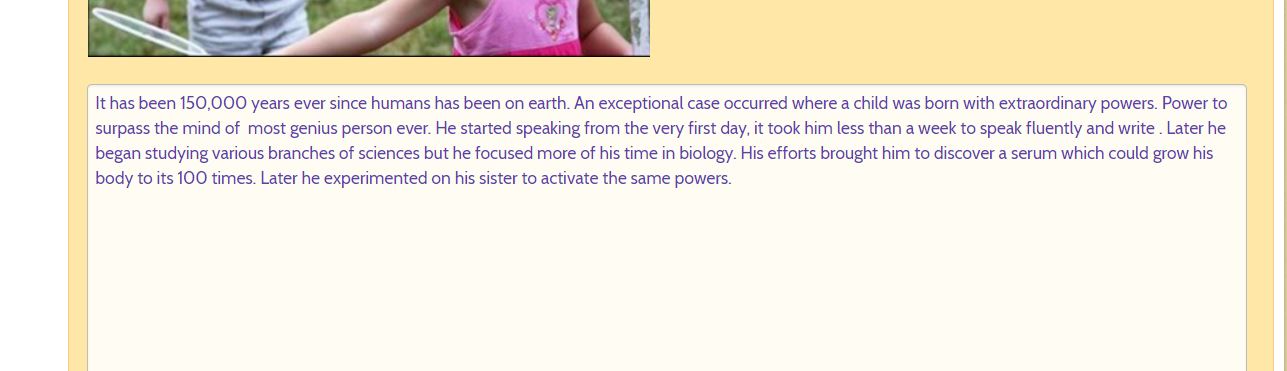 It has been 150,000 years ever since humans has been on earth. An exceptional case occurred where a child was born with extraordinary powers. Power to
surpass the mind of  most genius person ever. He started speaking from the very first day, it took him less than a week to speak fluently and write . Later he
began studying various branches of sciences but he focused more of his time in biology. His efforts brought him to discover a serum which could grow his
body to its 100 times. Later he experimented on his sister to activate the same powers.